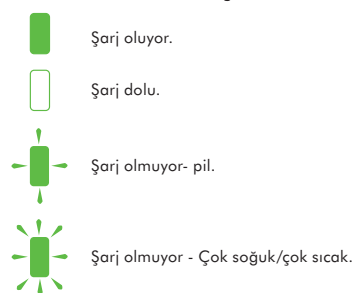 Şarj oluyor.
Şarj dolu.
Şarj olmuyor- pil.
Şarj olmuyor - Çok soğuk/çok sıcak.